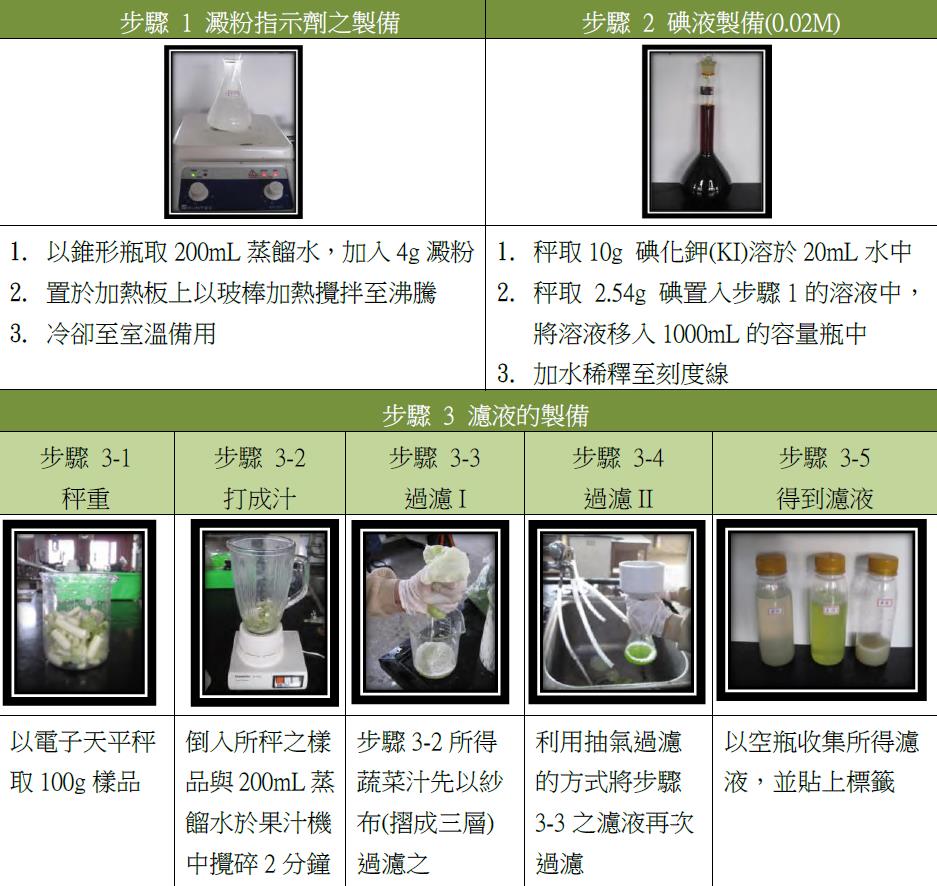 步驟 1 澱粉指示劑之製備
步驟 2 碘液製備(0.02M)
1. 以錐形瓶取 200mL 蒸餾水，加入 4g 澱粉
2. 置於加熱板上以玻棒加熱攪拌至沸騰
3. 冷卻至室溫備用
1. 秤取 10g 碘化鉀(KI)溶於 20mL 水中
2. 秤取 2.54g 碘置入步驟 1 的溶液中，
將溶液移入 1000mL 的容量瓶中
3. 加水稀釋至刻度線
步驟 3 濾液的製備
步驟 3-1
秤重
步驟 3-2
打成汁
步驟 3-3
過濾 I
步驟 3-4
過濾 II
步驟 3-5
得到濾液
以電子天平秤
取 100g 樣品
倒入所秤之樣
品與 200mL 蒸
餾水於果汁機
中攪碎 2 分鐘
步驟 3-2 所得
蔬菜汁先以紗
布(摺成三層)
過濾之
利用抽氣過濾
的方式將步驟
3-3 之濾液再次
過濾
以空瓶收集所得濾
液，並貼上標籤